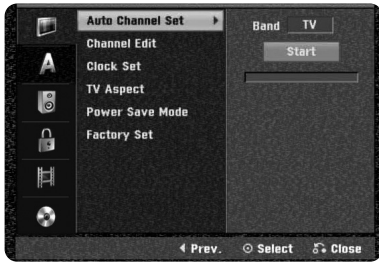 Auto Channel Set
Channel Edit
Clock Set
TV Aspect
Power Save Mode
Factory Set
Band TV
Start
A
Prev. Select Close